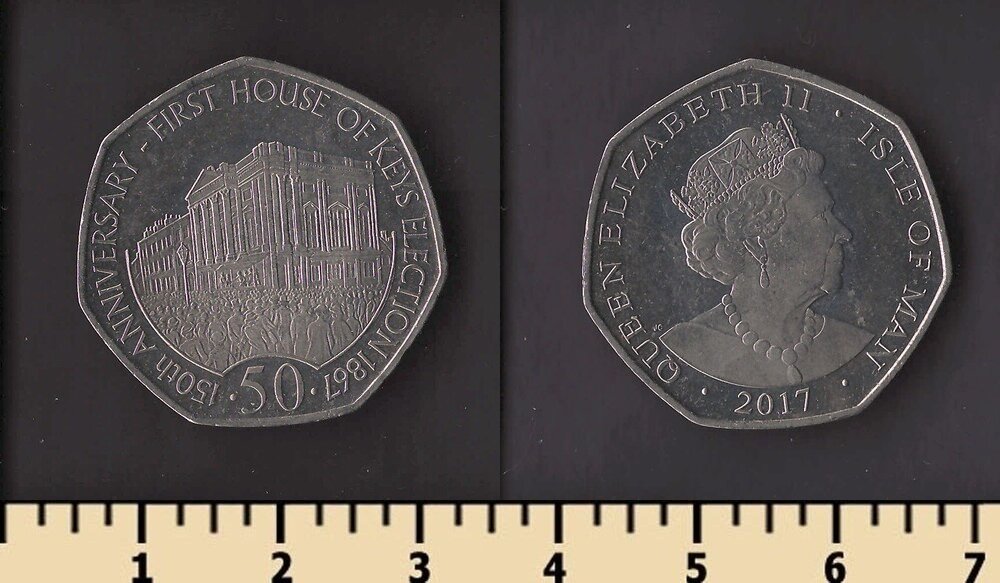 150th ANNIVERSARY - FIRST HOUSE OF KEYS ELECTION 1867
· 50 ·
QUEEN ELIZABETH II · ISLE OF MAN ·
JC
· 2017
1 2 3 4 5 6 7